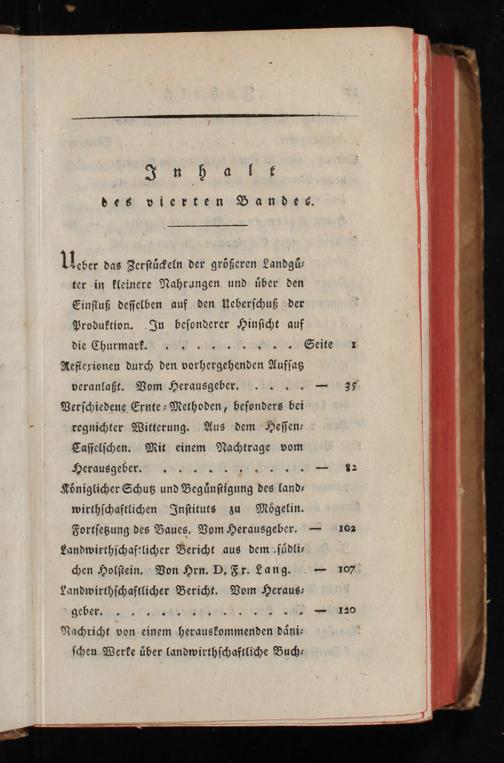 Inhalt
des vierten Bandes.
Ueber das Zerstückeln der größeren Landgü-
ter in kleinere Nahrungen und über den
Einfluß desselben auf den Ueberschuß der
Produktion. In besonderer Hinsicht auf
die Churmark. . . . . . . . . Seite 1
Reflexionen durch den vorhergehenden Aufsatz
veranlaßt. Vom Herausgeber. . . . . — 35
Verschiedene Ernte-Methoden, besonders bei
regnichter Witterung. Aus dem Hessen-
Casselschen. Mit einem Nachtrage vom
Herausgeber. . . . . . . . . . — 82
Königlicher Schutz und Begünstigung des land-
wirthschaftlichen Instituts zu Mögelin.
Fortsetzung des Baues. Vom Herausgeber. — 102
Landwirthschaftlicher Bericht aus dem südli-
chen Holstein. Von Hrn. D. Fr. Lang. — 107
Landwirthschaftlicher Bericht. Vom Heraus-
geber. . . . . . . . . . . . . — 120
Nachricht von einem herauskommenden däni-
schen Werke über landwirthschaftliche Buch-